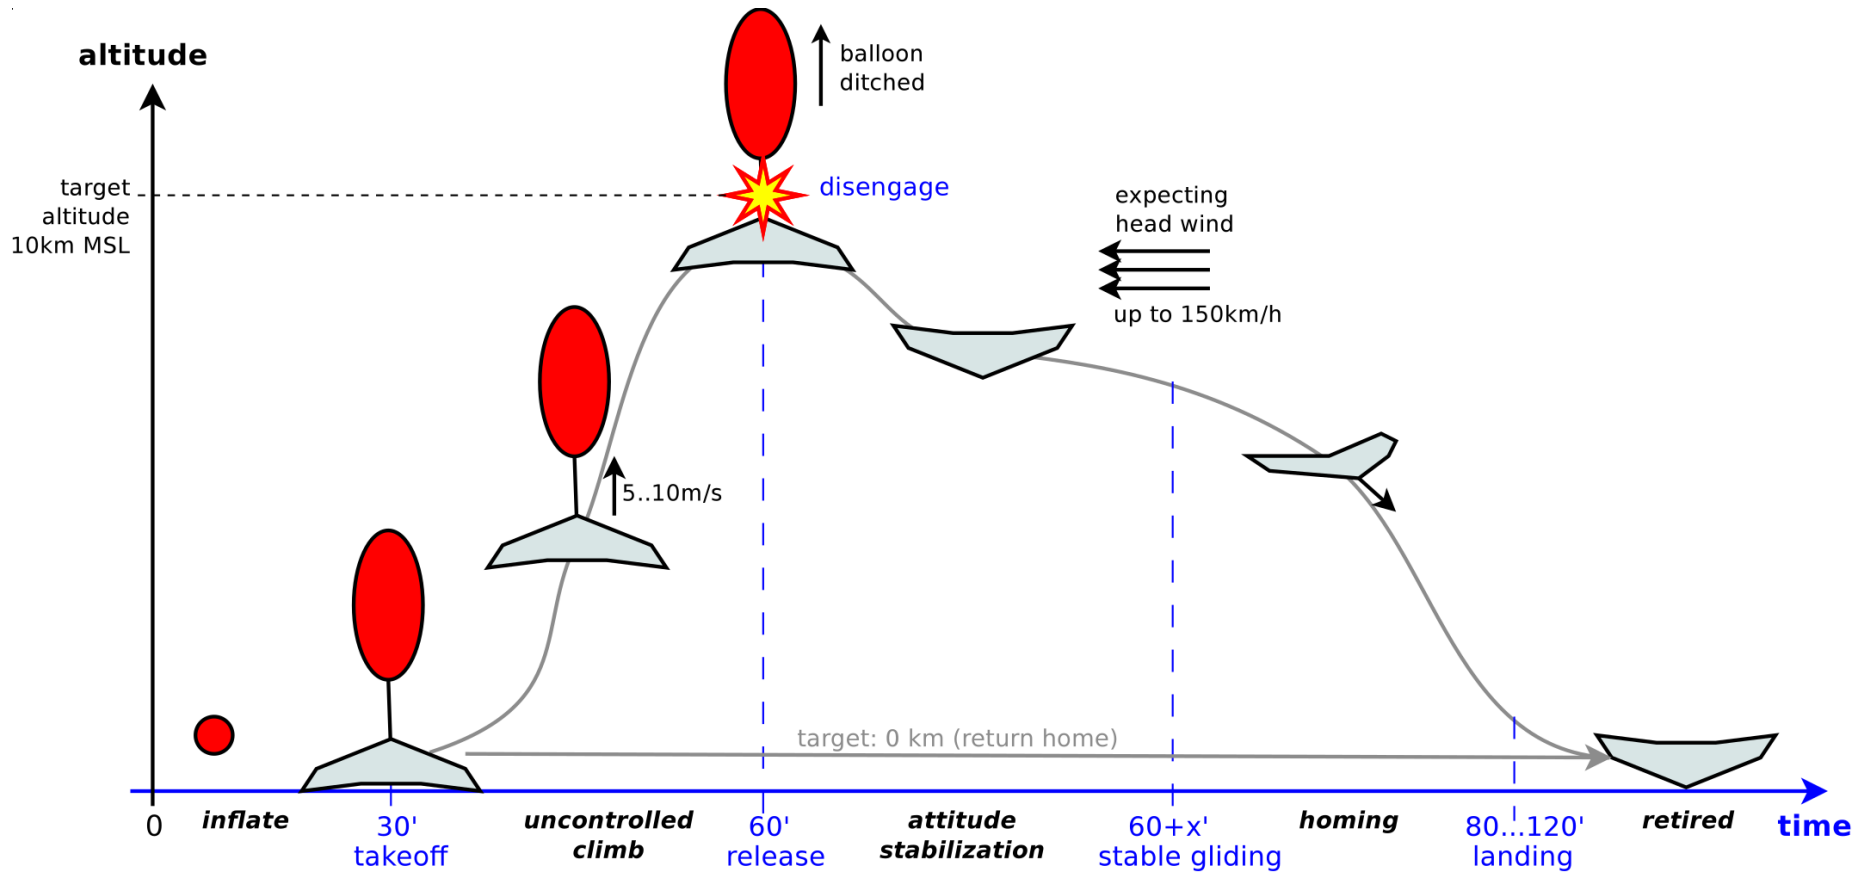 altitude
balloon
ditched
target
altitude
10km MSL
disengage
expecting
head wind
up to 150km/h
5..10m/s
target: 0 km (return home)
0
inflate
30'
takeoff
uncontrolled
climb
60'
release
attitude
stabilization
60+x'
stable gliding
homing
80...120'
landing
retired
time